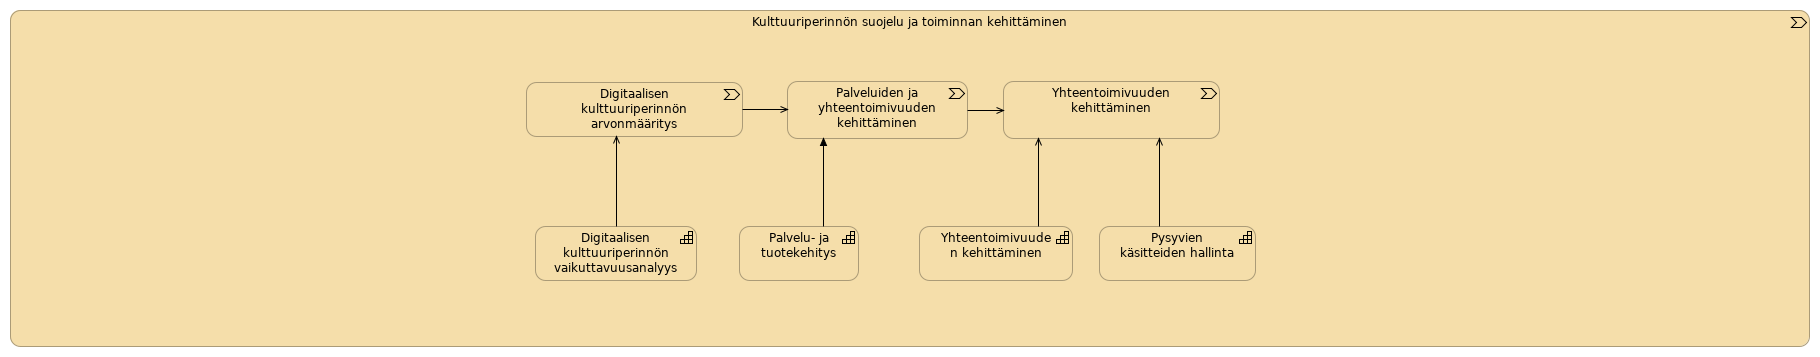 Kulttuuriperinnön suojelu ja toiminnan kehittäminen
Digitaalisen
kulttuuriperinnön
arvonmääritys
Palveluiden ja
yhteentoimivuuden
kehittäminen
Yhteentoimivuuden
kehittäminen
Digitaalisen
kulttuuriperinnön
vaikuttavuusanalyys
Palvelu- ja
tuotekehitys
Yhteentoimivuude
n kehittäminen
Pysyvien
käsitteiden hallinta